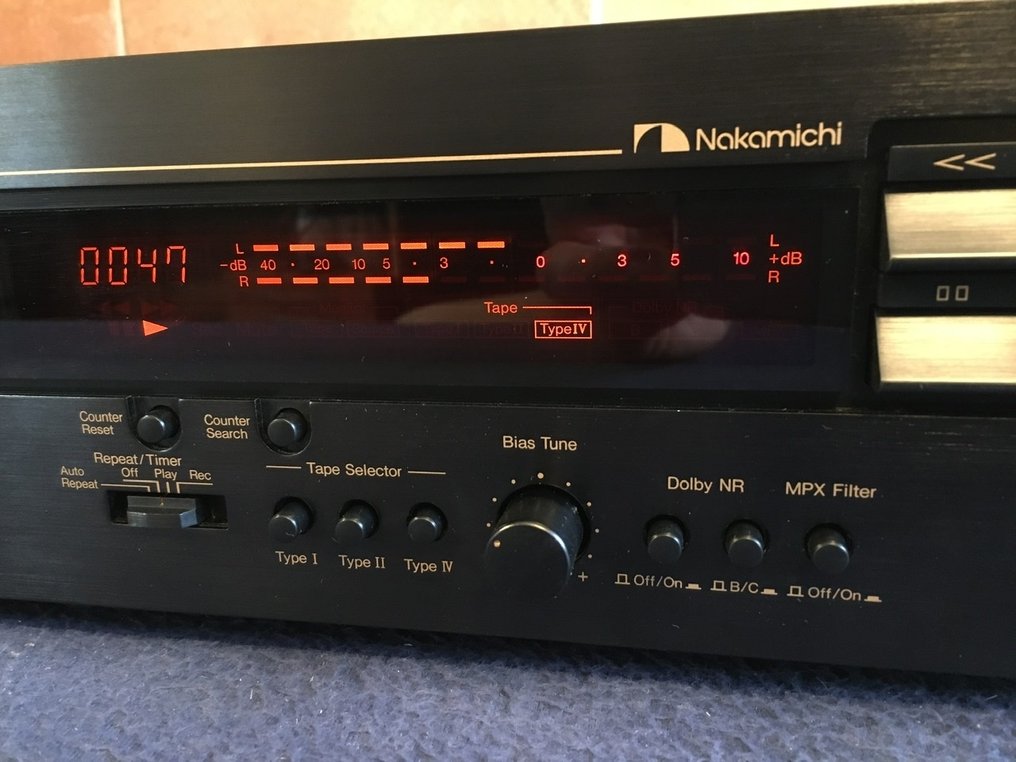 Nakamichi
<<
0047
L
-dB 40 · 20 10 5 · 3 · 0 · 3 5 10 +dB
R
L
R
Tape
TypeIV
Counter Reset
Counter Search
Repeat/Timer
Auto Repeat
Off Play Rec
Tape Selector
Type I
Type II
Type IV
Bias Tune
+
Dolby NR
MPX Filter
Off/On
B/C
Off/On